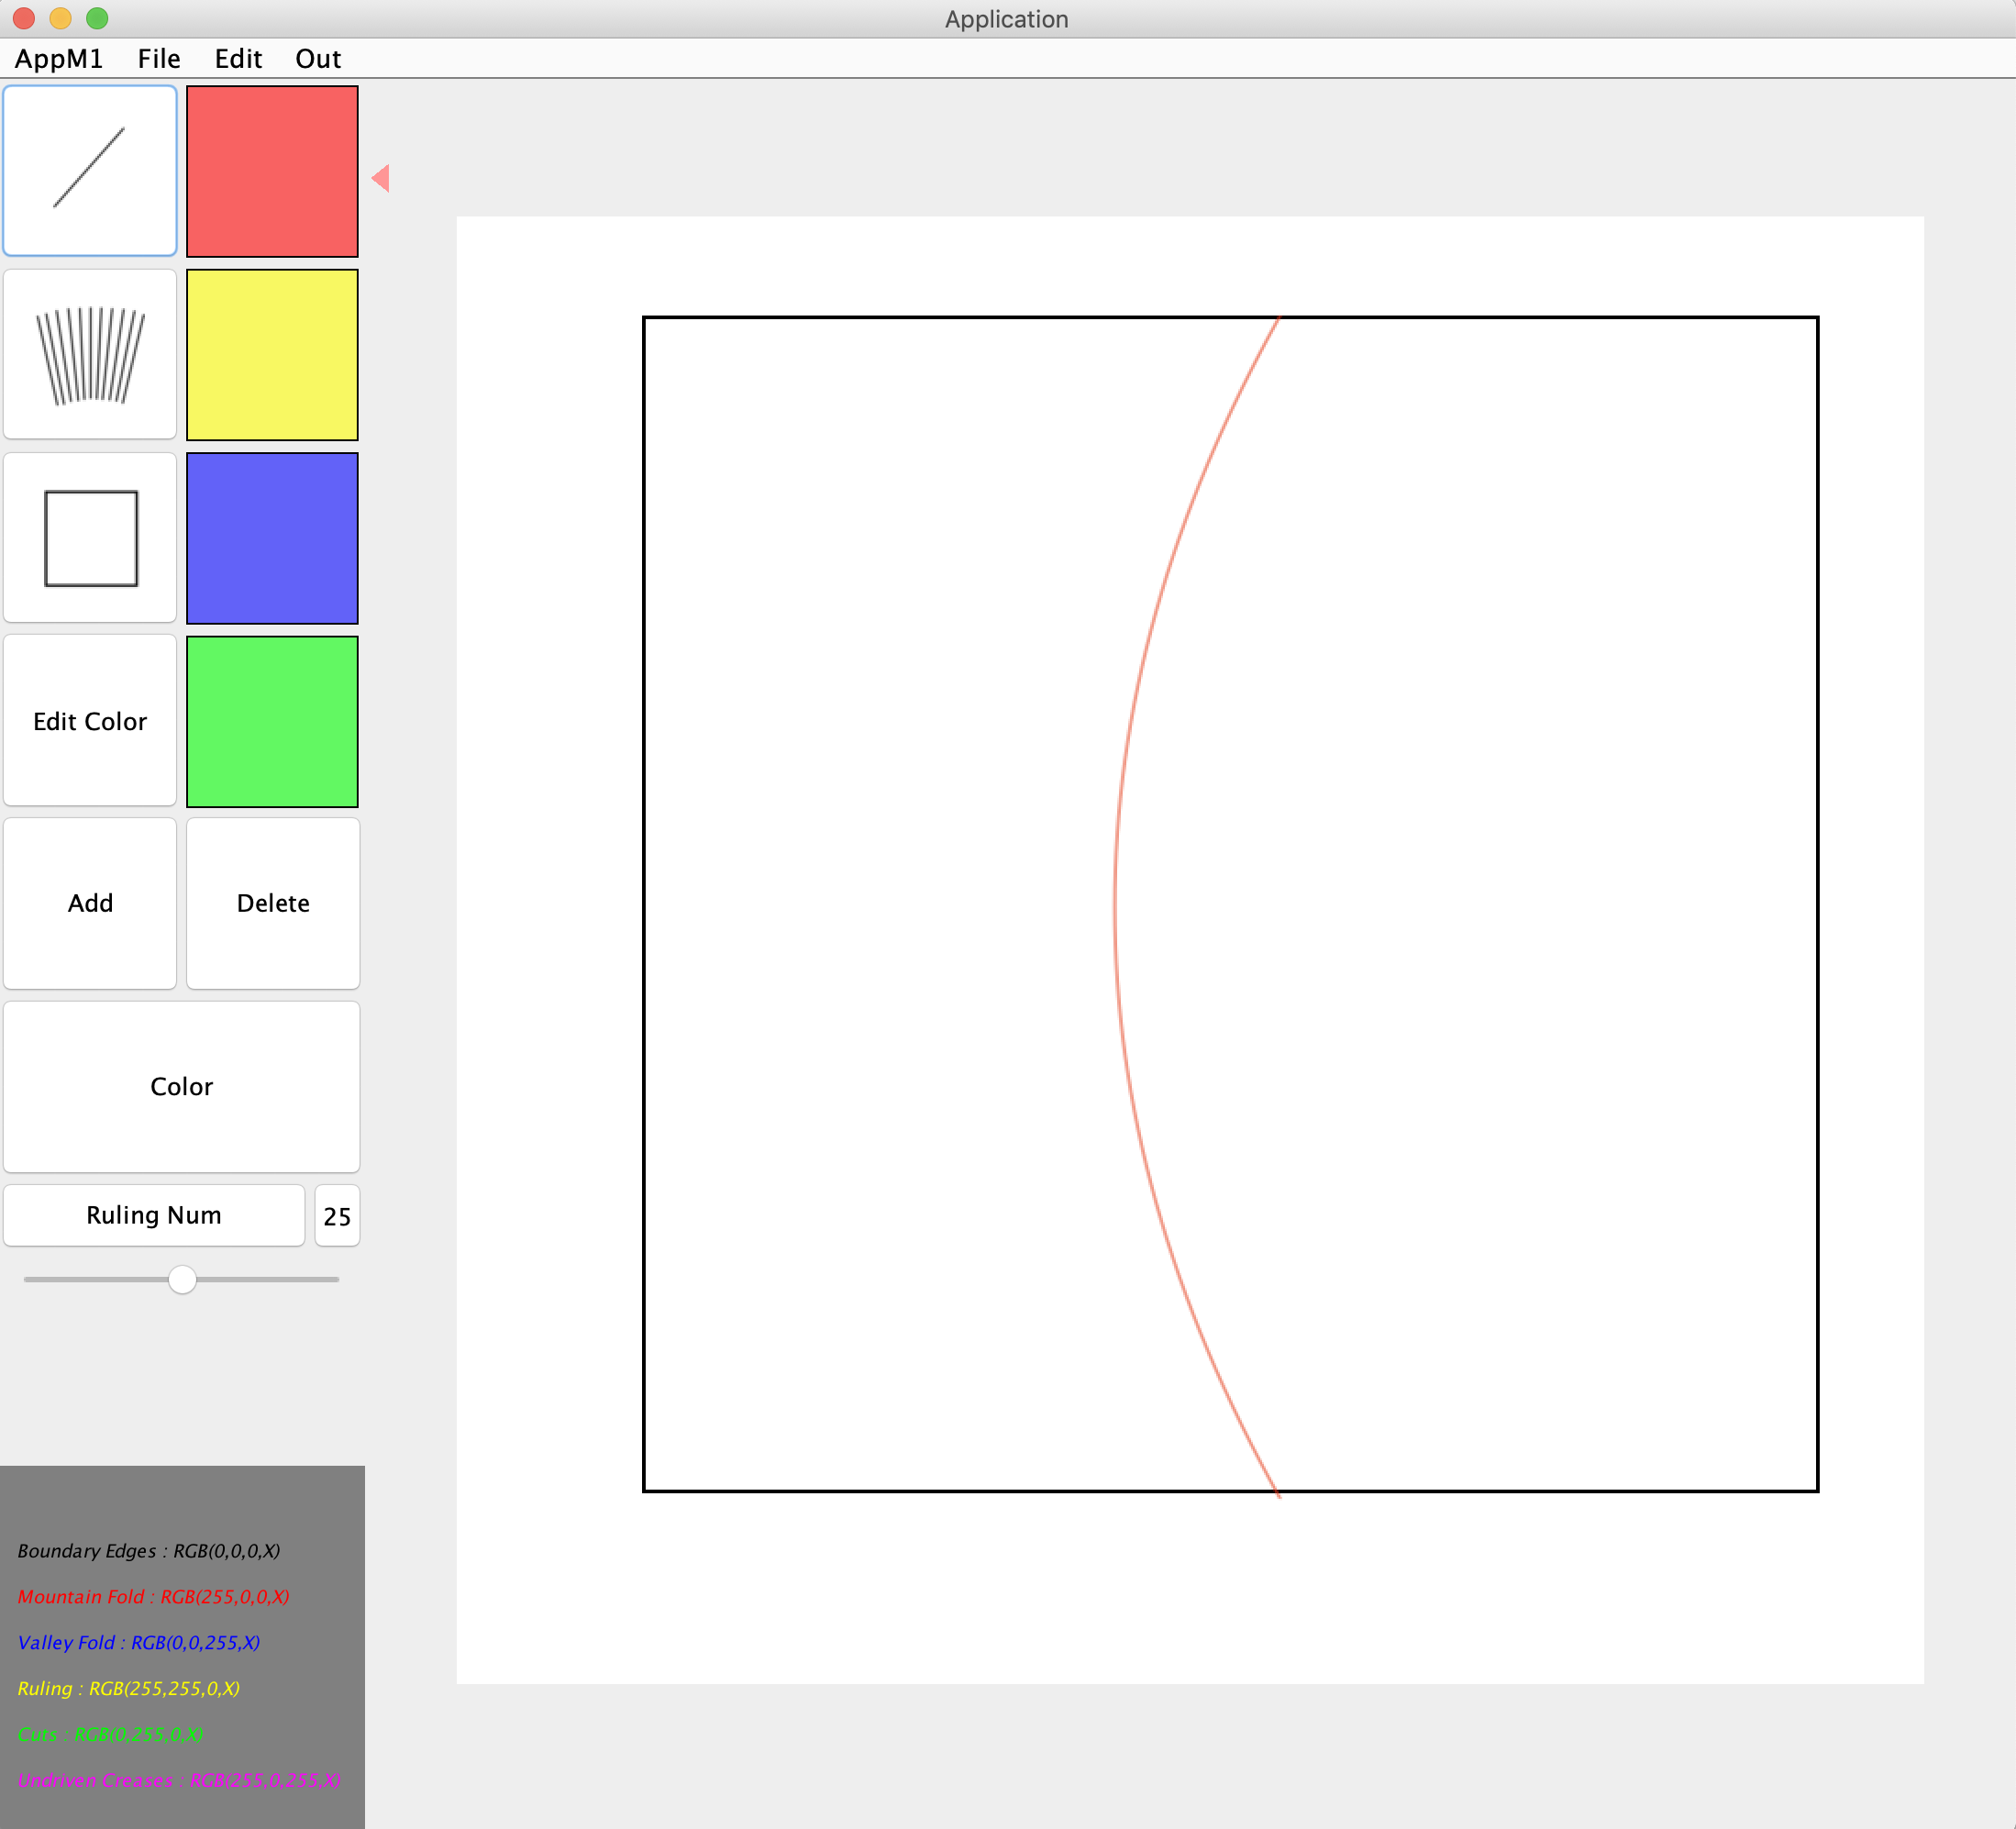 Application
AppM1 File Edit Out
Edit Color
Add Delete
Color
Ruling Num 25
Boundary Edges : RGB(0,0,0,X)
Mountain Fold : RGB(255,0,0,X)
Valley Fold : RGB(0,0,255,X)
Ruling : RGB(255,255,0,X)
Cuts : RGB(0,255,0,X)
Undriven Creases : RGB(255,0,255,X)